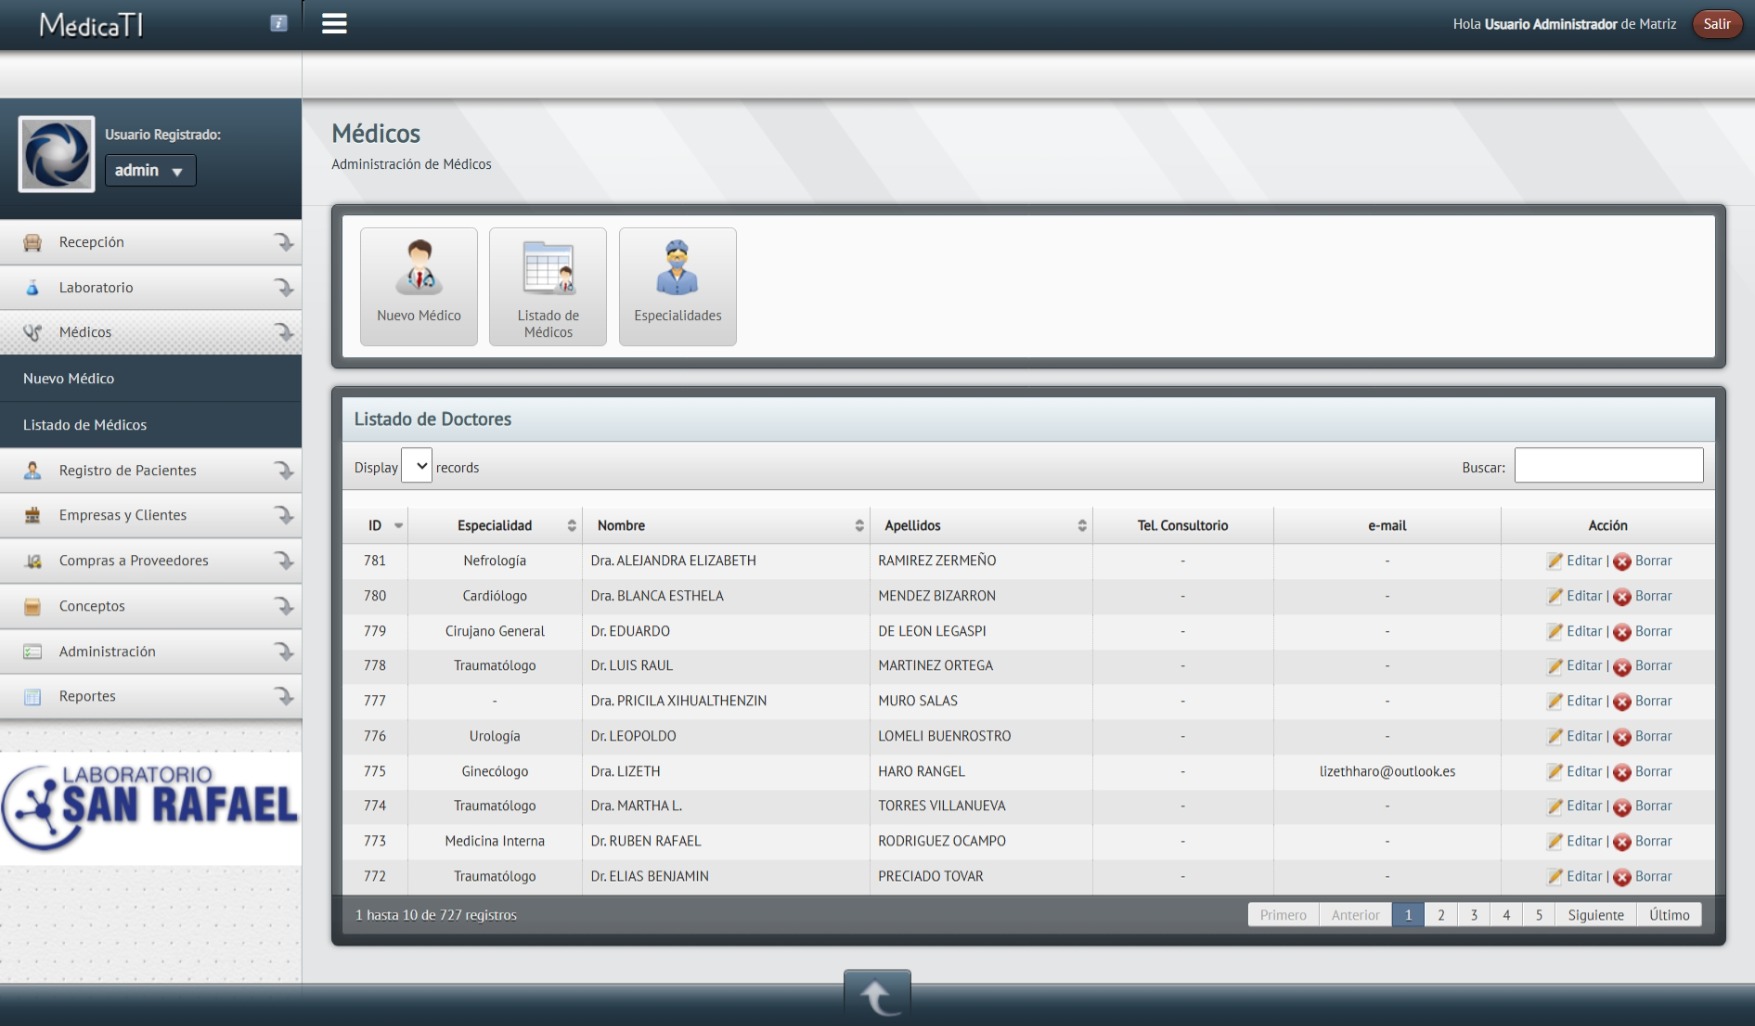 MédicaTI
Hola Usuario Administrador de Matriz
Salir
Usuario Registrado:
admin
Recepción
Laboratorio
Médicos
Nuevo Médico
Listado de Médicos
Registro de Pacientes
Empresas y Clientes
Compras a Proveedores
Conceptos
Administración
Reportes
LABORATORIO
SAN RAFAEL
Médicos
Administración de Médicos
Nuevo Médico
Listado de
Médicos
Especialidades
Listado de Doctores
Display records
Buscar:
ID Especialidad Nombre Apellidos Tel. Consultorio e-mail Acción
781 Nefrología Dra. ALEJANDRA ELIZABETH RAMIREZ ZERMEÑO - - Editar | Borrar
780 Cardiólogo Dra. BLANCA ESTHELA MENDEZ BIZARRON - - Editar | Borrar
779 Cirujano General Dr. EDUARDO DE LEON LEGASPI - - Editar | Borrar
778 Traumatólogo Dr. LUIS RAUL MARTINEZ ORTEGA - - Editar | Borrar
777 - Dra. PRICILA XIHUALTHENZIN MURO SALAS - - Editar | Borrar
776 Urología Dr. LEOPOLDO LOMELI BUENROSTRO - - Editar | Borrar
775 Ginecólogo Dra. LIZETH HARO RANGEL - lizethharo@outlook.es Editar | Borrar
774 Traumatólogo Dra. MARTHA L. TORRES VILLANUEVA - - Editar | Borrar
773 Medicina Interna Dr. RUBEN RAFAEL RODRIGUEZ OCAMPO - - Editar | Borrar
772 Traumatólogo Dr. ELIAS BENJAMIN PRECIADO TOVAR - - Editar | Borrar
1 hasta 10 de 727 registros
Primero Anterior 1 2 3 4 5 Siguiente Último